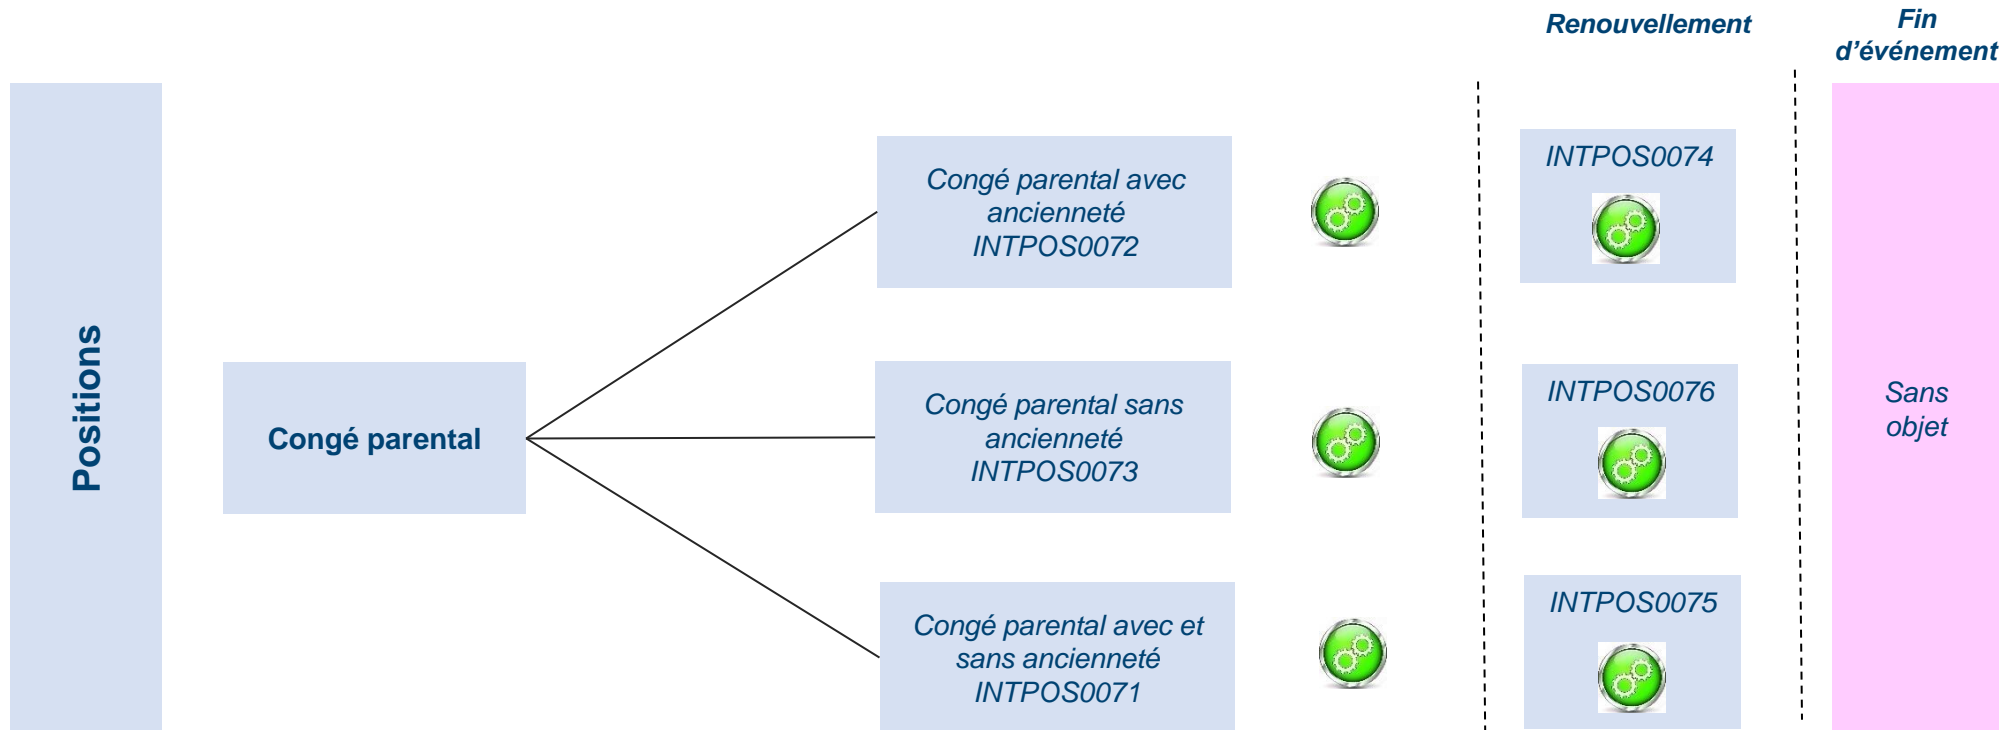 Renouvellement
Fin
d’événement
Positions
Congé parental
Congé parental avec
ancienneté
INTPOS0072
INTPOS0074
Congé parental sans
ancienneté
INTPOS0073
INTPOS0076
Congé parental avec et
sans ancienneté
INTPOS0071
INTPOS0075
Sans
objet